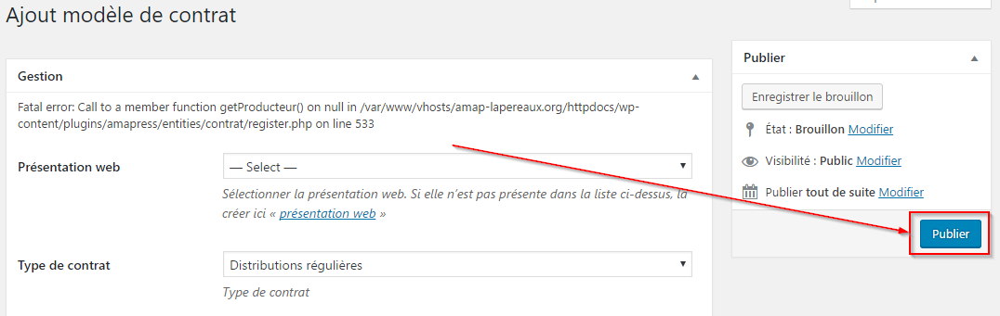 Ajout modèle de contrat
Gestion
Fatal error: Call to a member function getProducteur() on null in /var/www/vhosts/amap-lapereaux.org/httpdocs/wp-
content/plugins/amapress/entities/contrat/register.php on line 533
Présentation web
— Select —
Sélectionner la présentation web. Si elle n'est pas présente dans la liste ci-dessus, la
créer ici « présentation web »
Type de contrat
Distributions régulières
Type de contrat
Publier
Enregistrer le brouillon
État : Brouillon Modifier
Visibilité : Public Modifier
Publier tout de suite Modifier
Publier